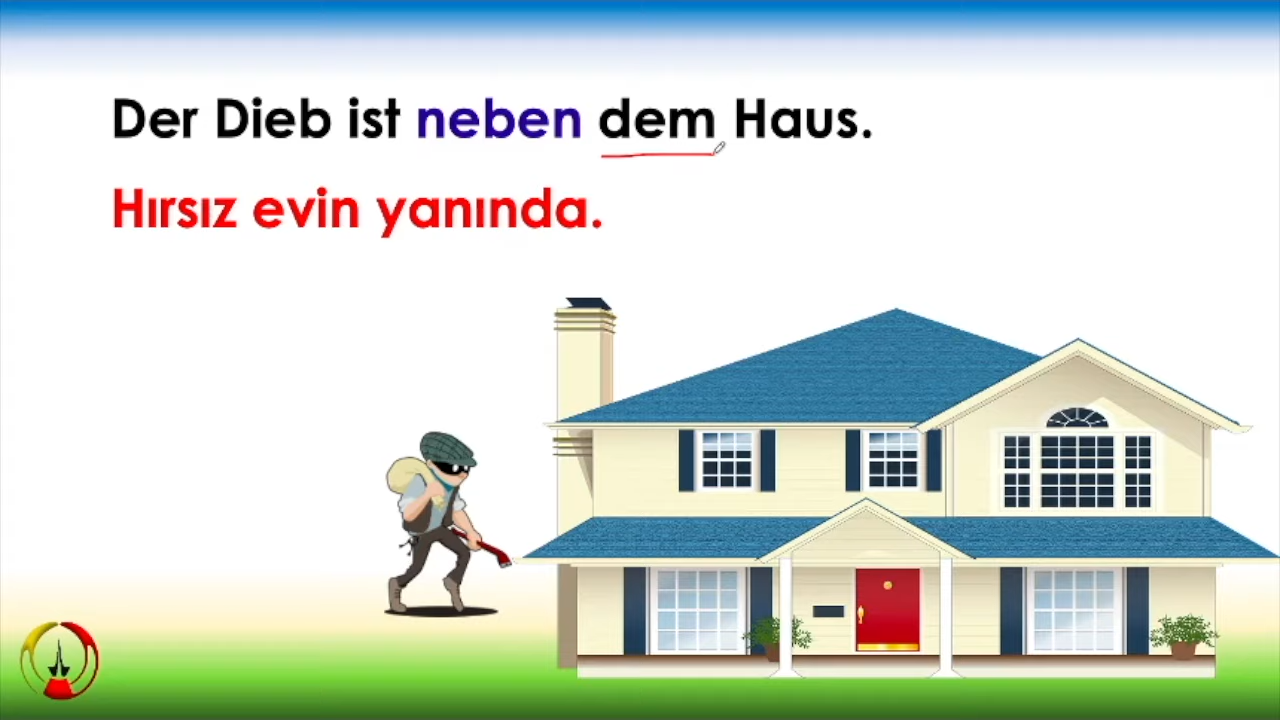 Der Dieb ist neben dem Haus.
Hırsız evin yanında.